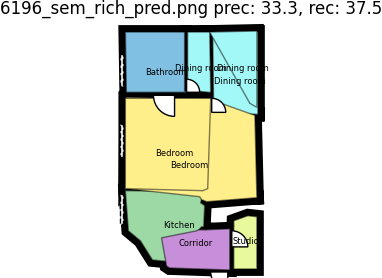 6196_sem_rich_pred.png prec: 33.3, rec: 37.5
Bathroom
Dining room
Dining room
Dining room
Bedroom
Bedroom
Kitchen
Corridor
Studio